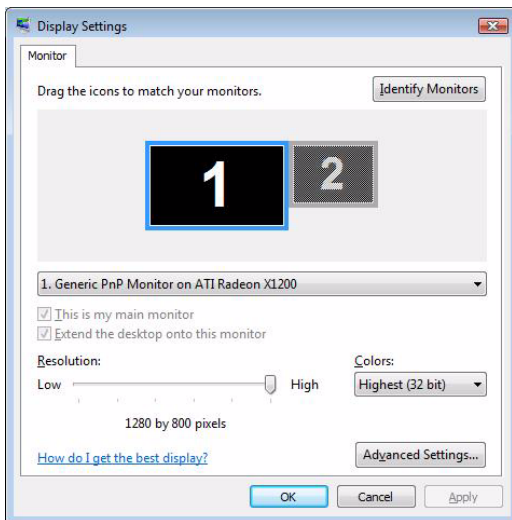 Display Settings
Monitor
Drag the icons to match your monitors.
Identify Monitors
1
2
1. Generic PnP Monitor on ATI Radeon X1200
This is my main monitor
Extend the desktop onto this monitor
Resolution:
Colors:
Low
High
Highest (32 bit)
1280 by 800 pixels
How do I get the best display?
Advanced Settings...
OK
Cancel
Apply